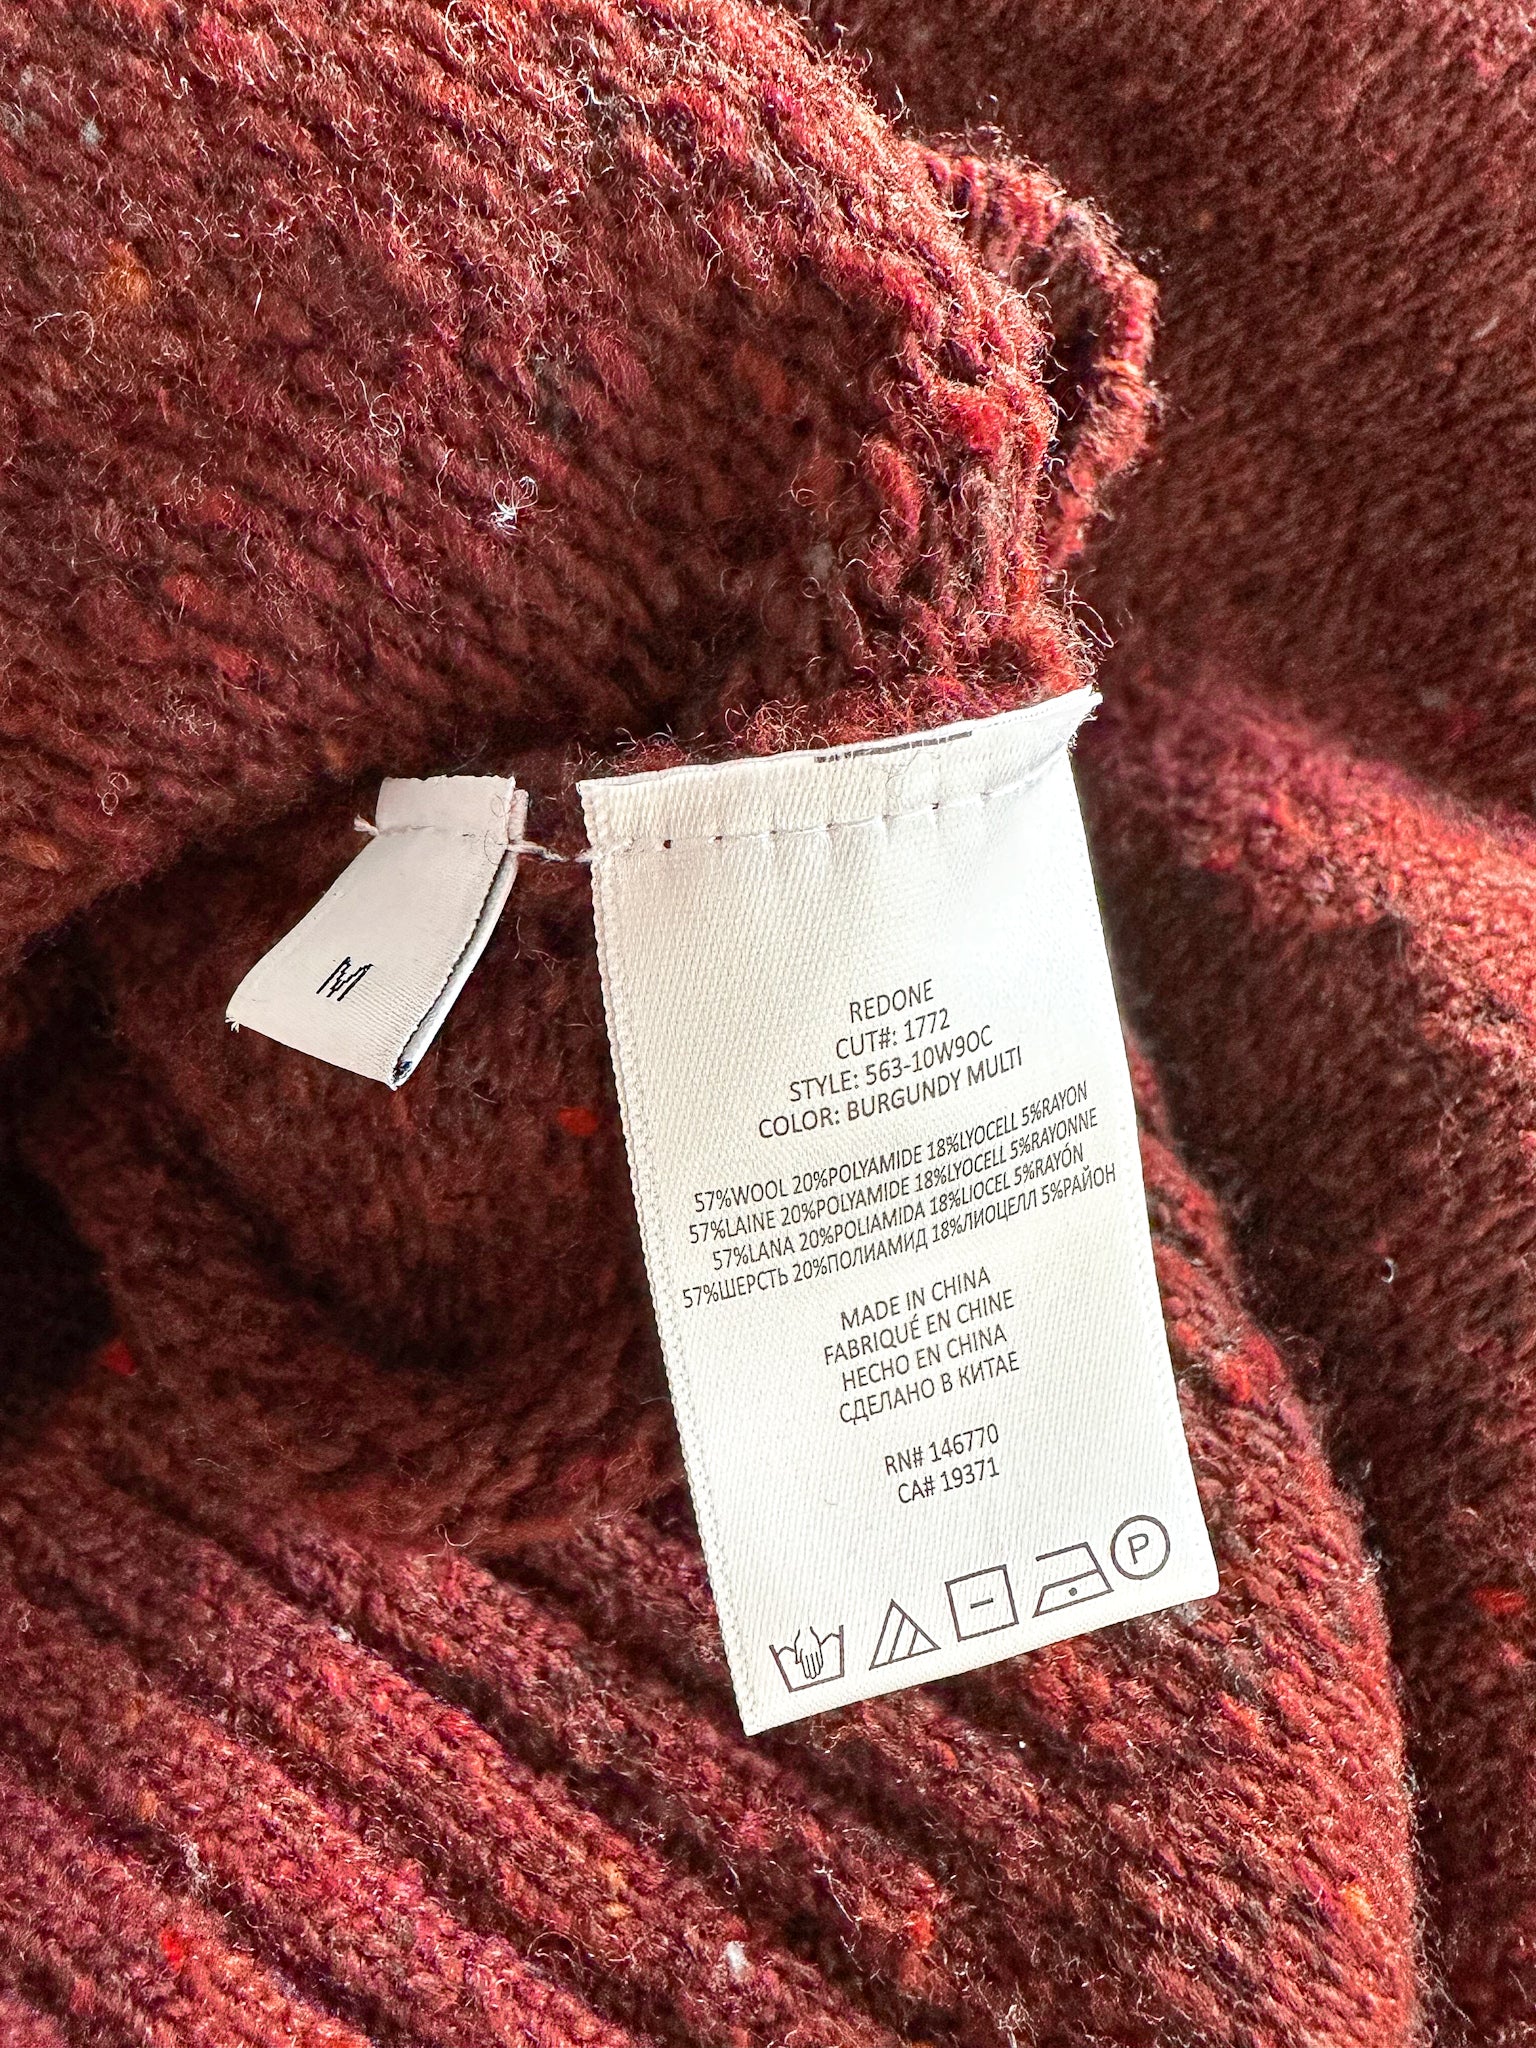 M
REDONE
CUT#: 1772
STYLE: 563-10W9OC
COLOR: BURGUNDY MULTI
57%WOOL 20%POLYAMIDE 18%LYOCELL 5%RAYON
57%LAINE 20%POLYAMIDE 18%LYOCELL 5%RAYONNE
57%LANA 20%POLIAMIDA 18%LIOCEL 5%RAYÓN
57%ШЕРСТЬ 20%ПОЛИАМИД 18%ЛИОЦЕЛЛ 5%РАЙОН
MADE IN CHINA
FABRIQUÉ EN CHINE
HECHO EN CHINA
СДЕЛАНО В КИТАЕ
RN# 146770
CA# 19371
P